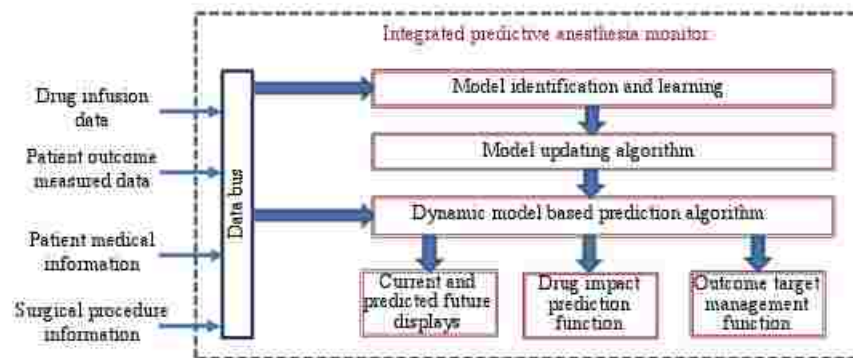 Integrated predictive anesthesia monitor
Drug infusion
data
Patient outcome
measured data
Patient medical
information
Surgical procedure
information
Data bus
Model identification and learning
Model updating algorithm
Dynamic model based prediction algorithm
Current and
predicted future
displays
Drug impact
prediction
function
Outcome target
management
function